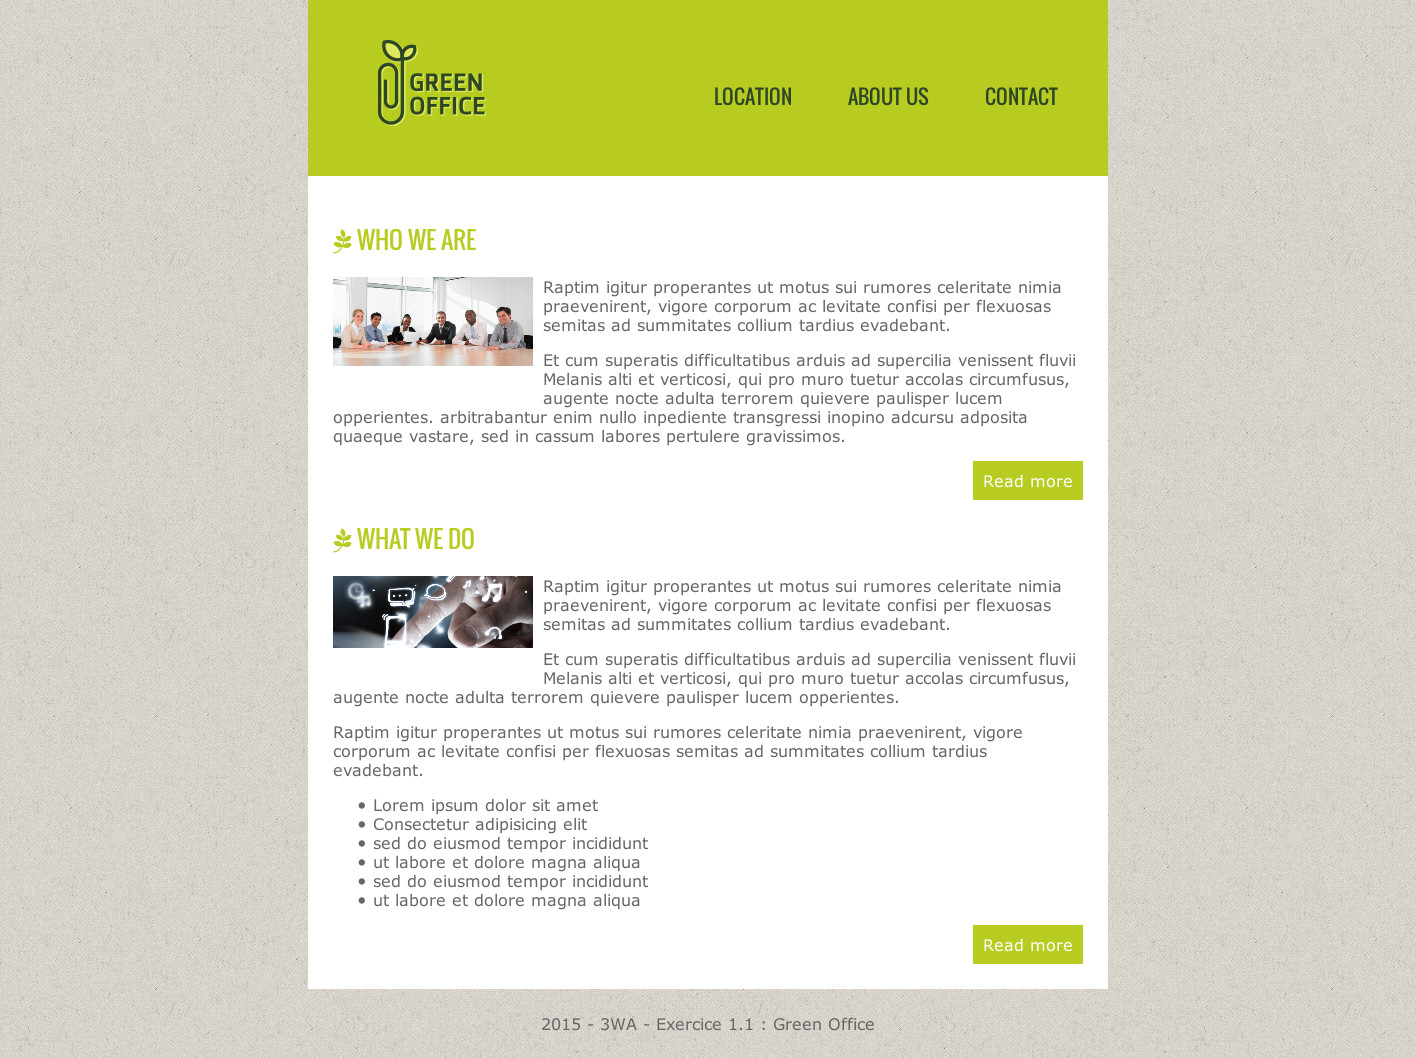 GREEN
OFFICE
LOCATION ABOUT US CONTACT
WHO WE ARE
Raptim igitur properantes ut motus sui rumores celeritate nimia
praevenirent, vigore corporum ac levitate confisi per flexuosas
semitas ad summitates collium tardius evadebant.
Et cum superatis difficultatibus arduis ad supercilia venissent fluvii
Melanis alti et verticosi, qui pro muro tuetur accolas circumfusus,
augente nocte adulta terrorem quievere paulisper lucem
opperientes. arbitrabantur enim nullo inpediente transgressi inopino adcursu adposita
quaeque vastare, sed in cassum labores pertulere gravissimos.
Read more
WHAT WE DO
Raptim igitur properantes ut motus sui rumores celeritate nimia
praevenirent, vigore corporum ac levitate confisi per flexuosas
semitas ad summitates collium tardius evadebant.
Et cum superatis difficultatibus arduis ad supercilia venissent fluvii
Melanis alti et verticosi, qui pro muro tuetur accolas circumfusus,
augente nocte adulta terrorem quievere paulisper lucem opperientes.
Raptim igitur properantes ut motus sui rumores celeritate nimia praevenirent, vigore
corporum ac levitate confisi per flexuosas semitas ad summitates collium tardius
evadebant.
• Lorem ipsum dolor sit amet
• Consectetur adipisicing elit
• sed do eiusmod tempor incididunt
• ut labore et dolore magna aliqua
• sed do eiusmod tempor incididunt
• ut labore et dolore magna aliqua
Read more
2015 - 3WA - Exercice 1.1 : Green Office